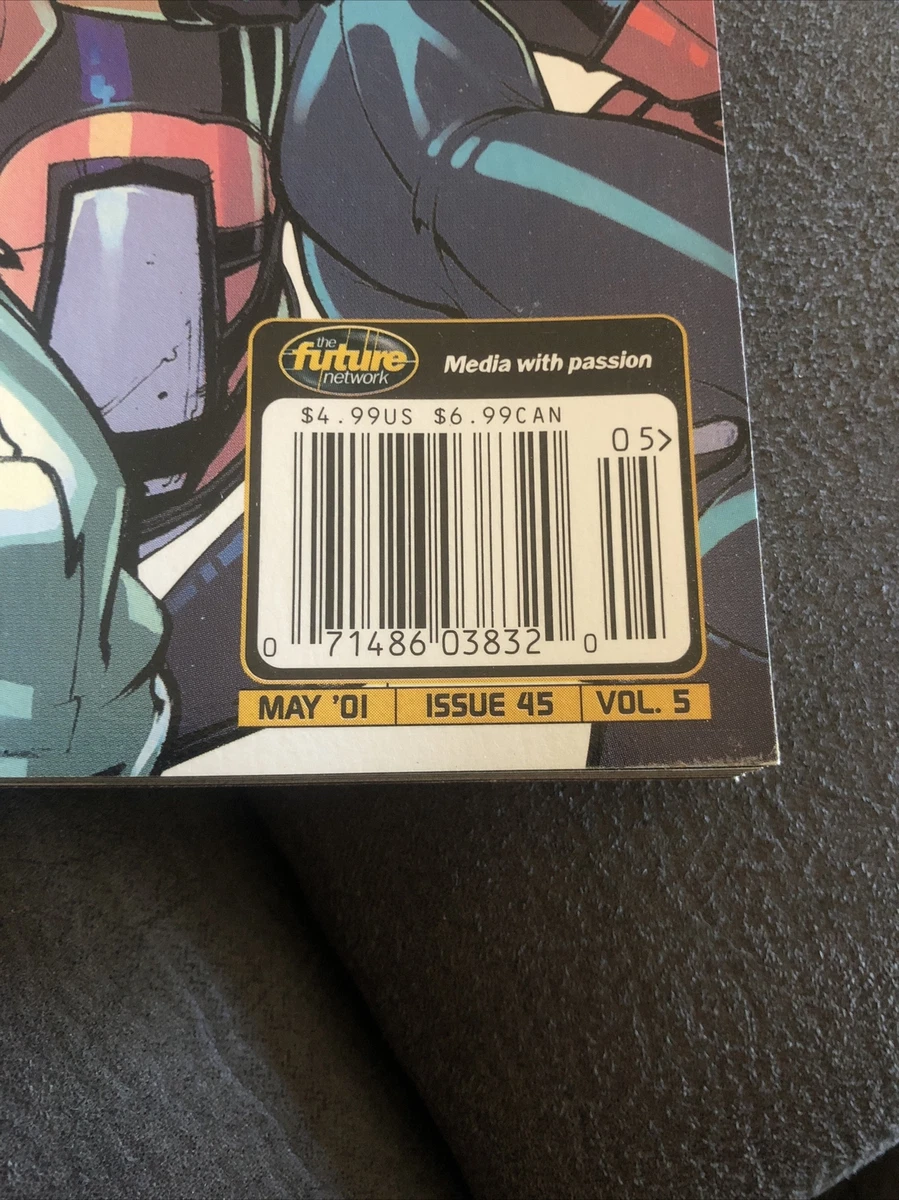 the
future
network
Media with passion
$4.99US $6.99CAN
05>
0 71486 03832 0
MAY '01 ISSUE 45 VOL. 5